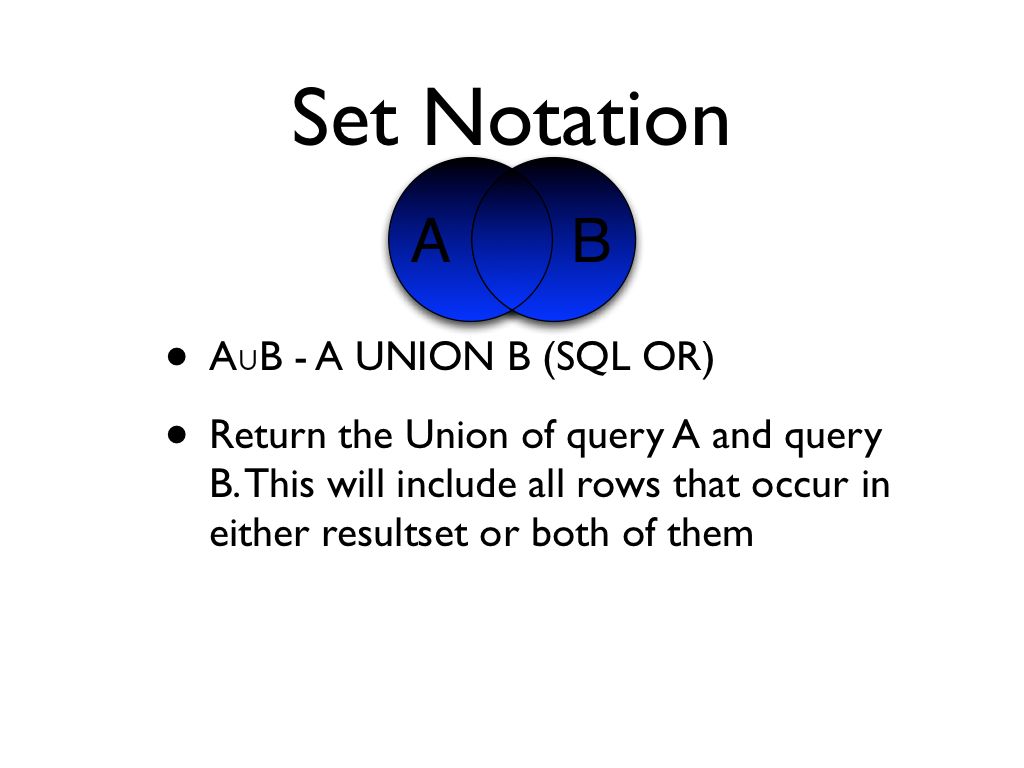 Set Notation
A B
• A∪B - A UNION B (SQL OR)
• Return the Union of query A and query
B. This will include all rows that occur in
either resultset or both of them